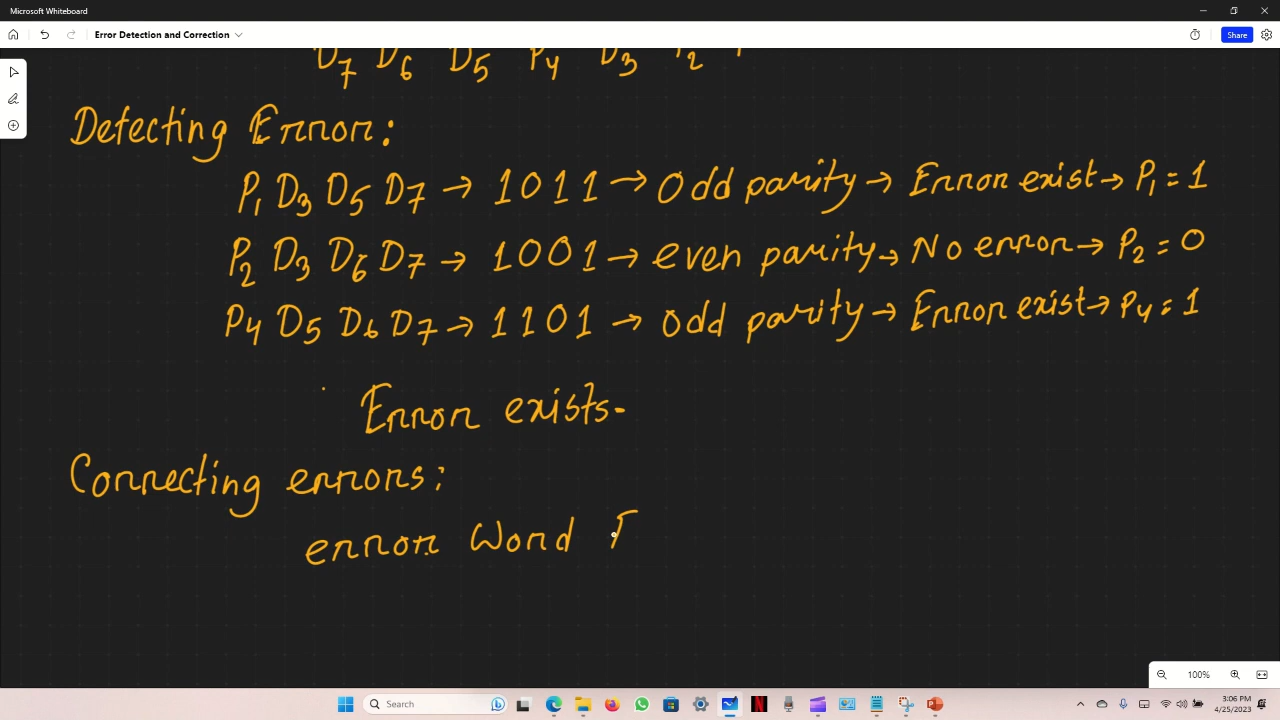 Microsoft Whiteboard
Error Detection and Correction
Share
D7 D6 D5 P4 D3
Detecting Error:
P1 D3 D5 D7 → 1011 → Odd parity → Error exist → P1 = 1
P2 D3 D6 D7 → 1001 → even parity → No error → P2 = 0
P4 D5 D6 D7 → 1101 → odd parity → Error exist → P4 = 1
Error exists.
Correcting errors:
error word
100%
Search
3:06 PM
4/25/2023